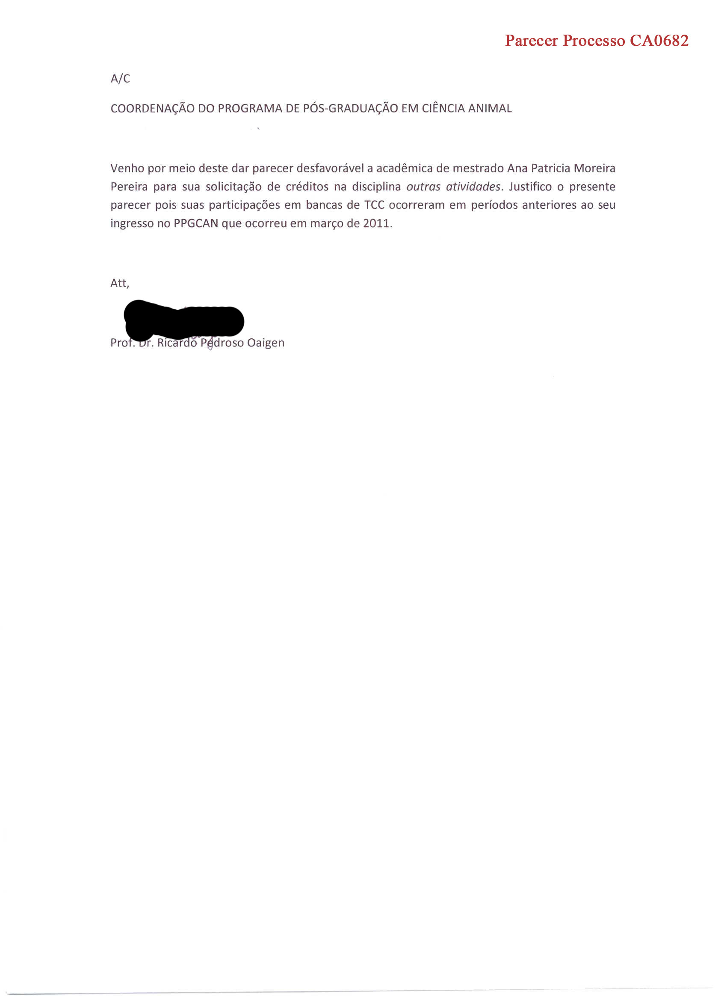 Parecer Processo CA0682
A/C
COORDENAÇÃO DO PROGRAMA DE PÓS-GRADUAÇÃO EM CIÊNCIA ANIMAL
Venho por meio deste dar parecer desfavorável a acadêmica de mestrado Ana Patricia Moreira
Pereira para sua solicitação de créditos na disciplina outras atividades. Justifico o presente
parecer pois suas participações em bancas de TCC ocorreram em períodos anteriores ao seu
ingresso no PPGCAN que ocorreu em março de 2011.
Att,
Prof. Dr. Ricardo Pedroso Oaigen